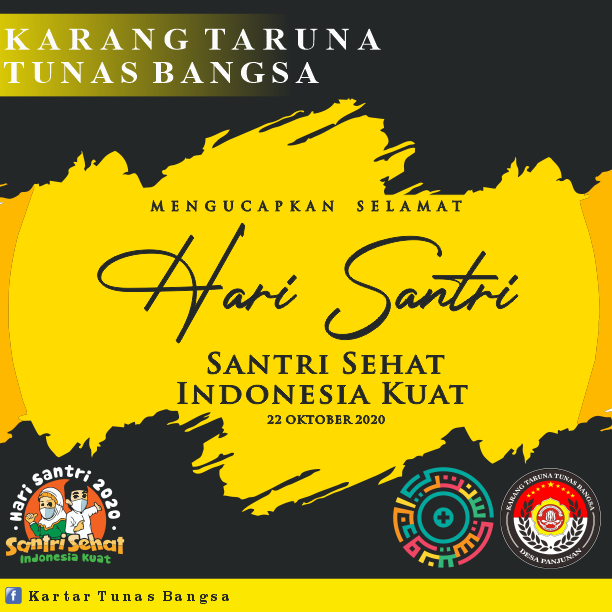 KARANG TARUNA
TUNAS BANGSA
MENGUCAPKAN SELAMAT
Hari Santri
SANTRI SEHAT
INDONESIA KUAT
22 OKTOBER 2020
Hari Santri 2020
Santri Sehat
Indonesia Kuat
KARANG TARUNA TUNAS BANGSA
DESA PANJUNAN
f Kartar Tunas Bangsa